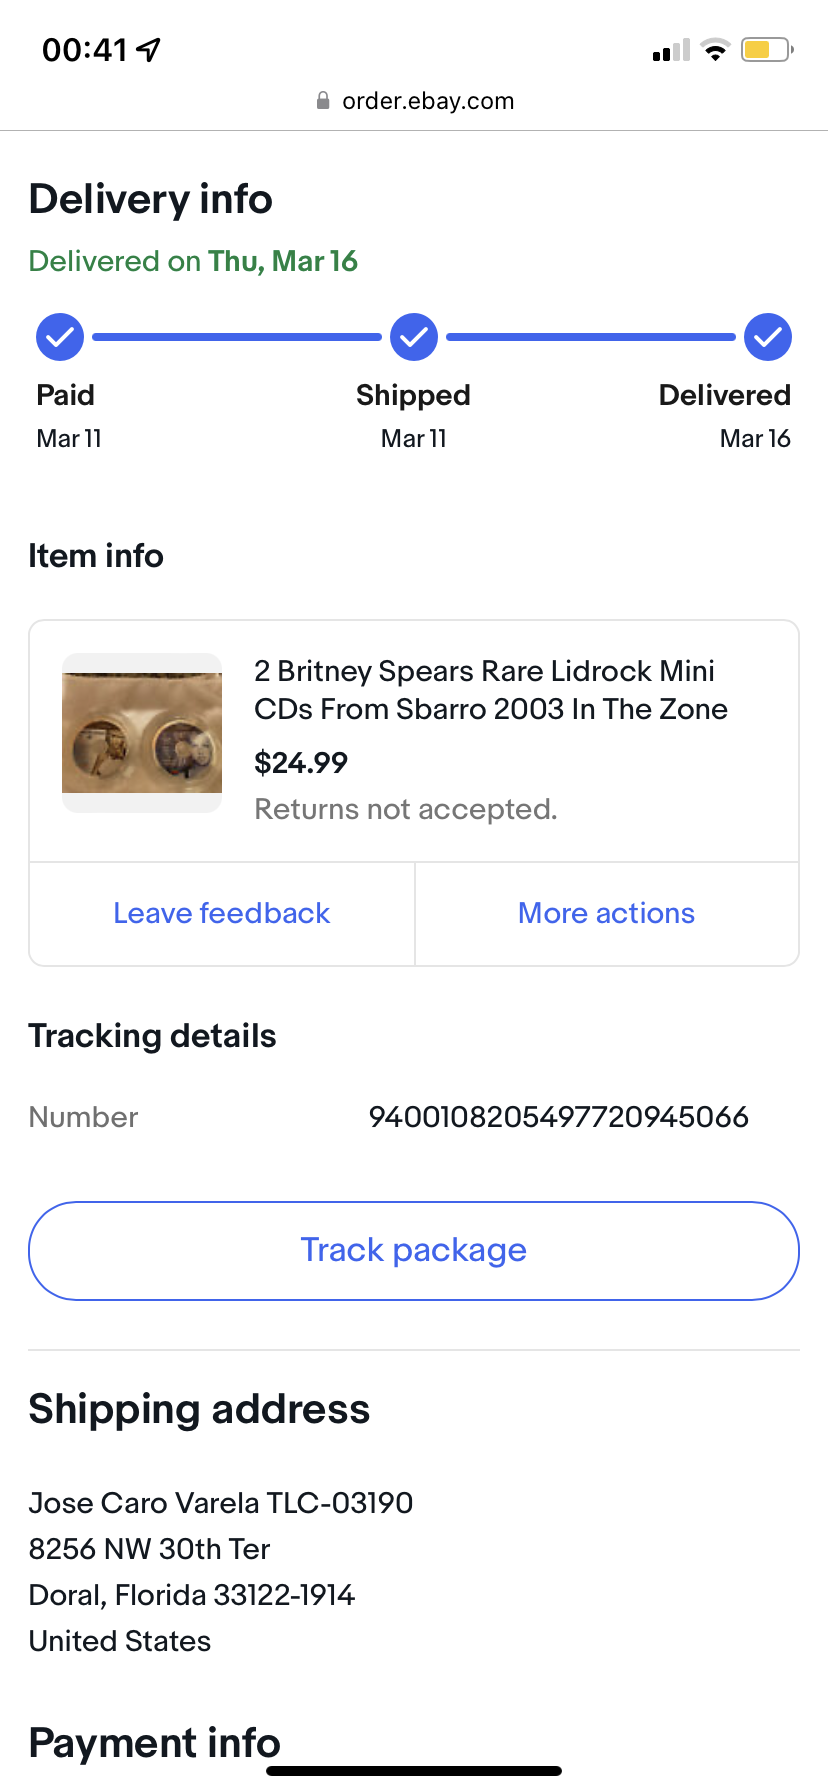 00:41
order.ebay.com
Delivery info
Delivered on Thu, Mar 16
Paid
Shipped
Delivered
Mar 11
Mar 11
Mar 16
Item info
2 Britney Spears Rare Lidrock Mini
CDs From Sbarro 2003 In The Zone
$24.99
Returns not accepted.
Leave feedback
More actions
Tracking details
Number
9400108205497720945066
Track package
Shipping address
Jose Caro Varela TLC-03190
8256 NW 30th Ter
Doral, Florida 33122-1914
United States
Payment info